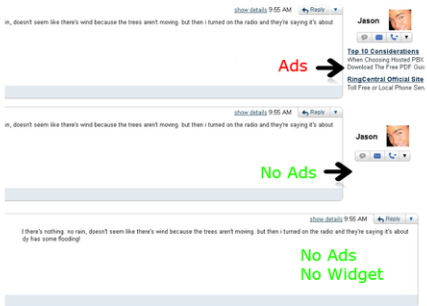 show details 9:55 AM Reply
Jason
in, doesn't seem like there's wind because the trees aren't moving. but then i turned on the radio and they're saying it's about
Top 10 Considerations
When Choosing Hosted PBX
Download The Free PDF Guid
Ads
RingCentral Official Site
Toll Free or Local Phone Serv
show details 9:55 AM Reply
in, doesn't seem like there's wind because the trees aren't moving. but then i turned on the radio and they're saying it's about
Jason
No Ads
show details 9:55 AM Reply
I there's nothing. no rain, doesn't seem like there's wind because the trees aren't moving. but then i turned on the radio and they're saying it's about
dy has some flooding!
No Ads
No Widget